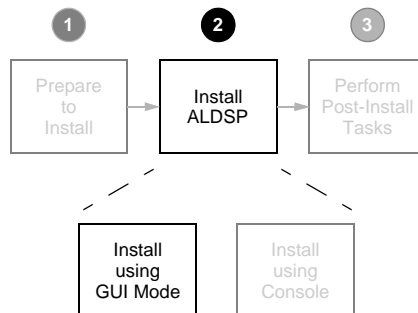 1
2
3
Prepare
to
Install
Install
ALDSP
Perform
Post-Install
Tasks
Install
using
GUI Mode
Install
using
Console